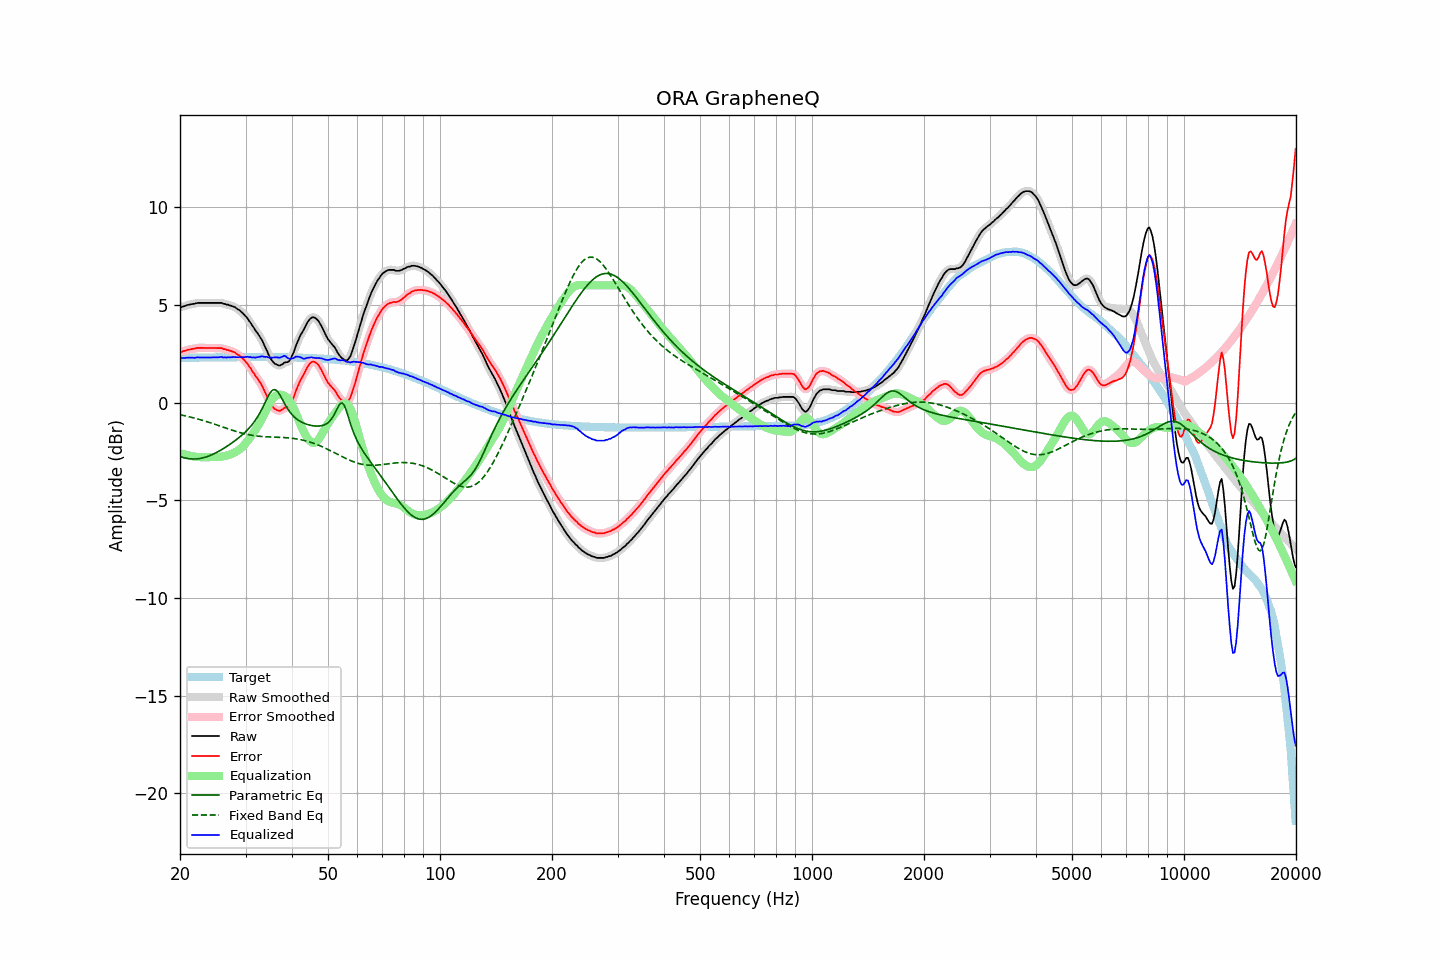 ORA GrapheneQ
Amplitude (dBr)
10
5
0
−5
−10
−15
−20
Target
Raw Smoothed
Error Smoothed
Raw
Error
Equalization
Parametric Eq
Fixed Band Eq
Equalized
20 50 100 200 500 1000 2000 5000 10000 20000
Frequency (Hz)